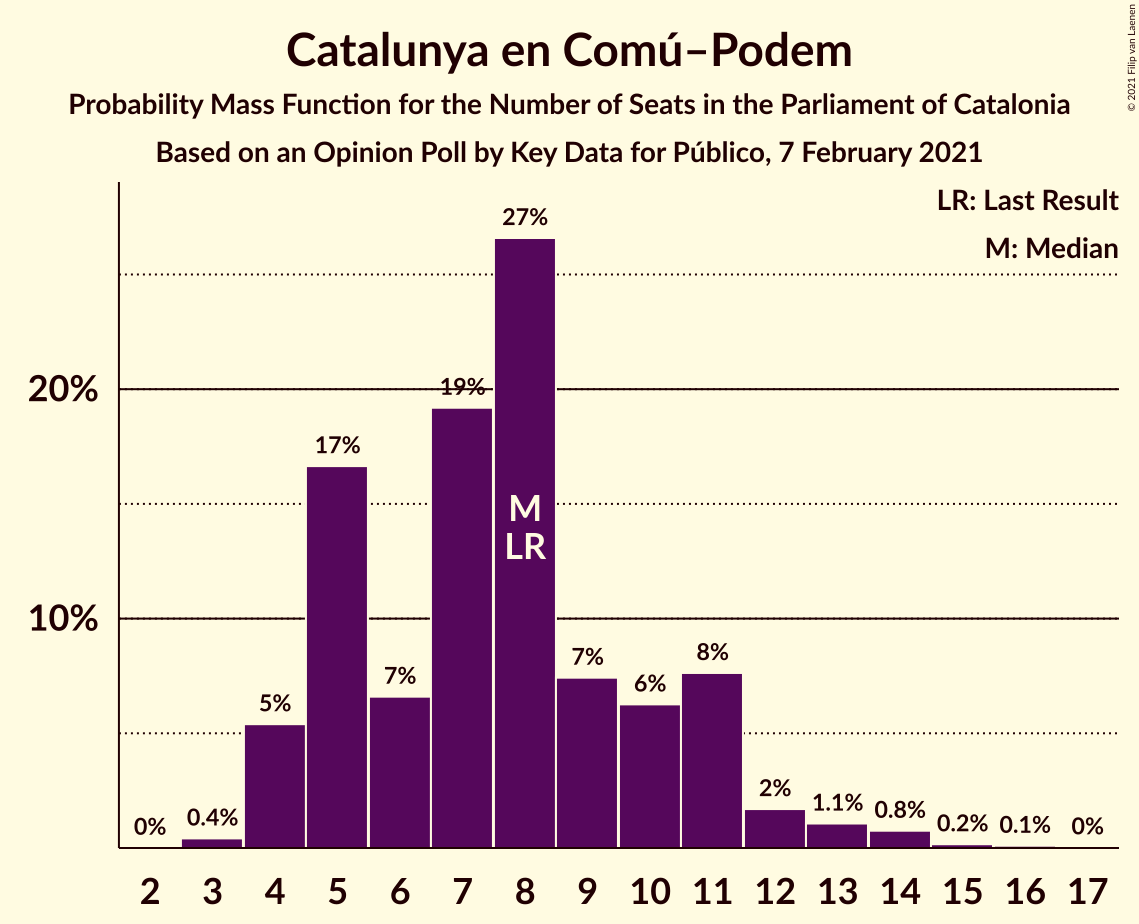 Catalunya en Comú–Podem
Probability Mass Function for the Number of Seats in the Parliament of Catalonia
Based on an Opinion Poll by Key Data for Público, 7 February 2021
© 2021 Filip van Laenen
LR: Last Result
M: Median
20%
10%
0%
0.4%
5%
17%
7%
19%
27%
7%
6%
8%
2%
1.1%
0.8%
0.2%
0.1%
0%
M
LR
2 3 4 5 6 7 8 9 10 11 12 13 14 15 16 17